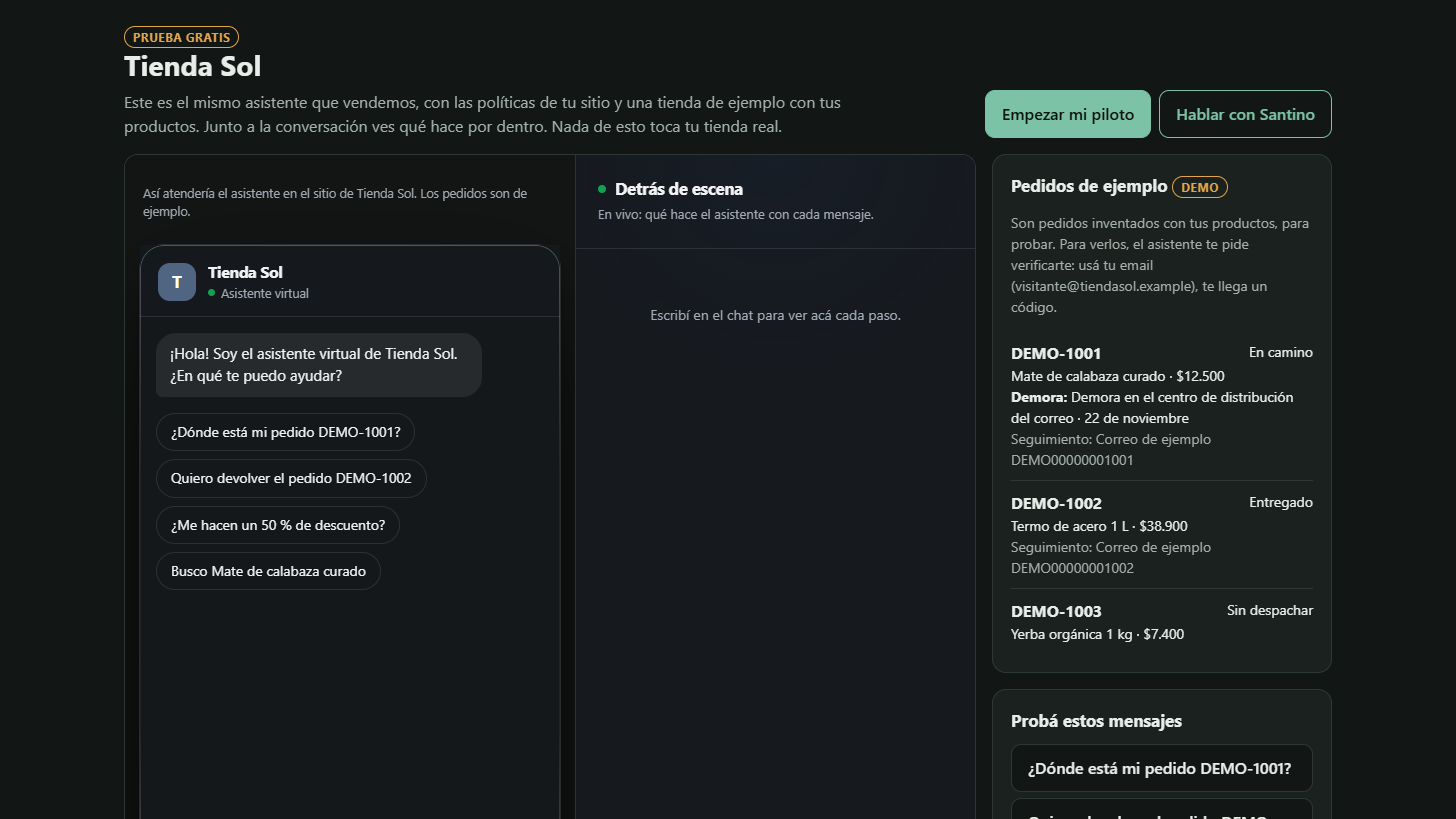 PRUEBA GRATIS
Tienda Sol
Este es el mismo asistente que vendemos, con las políticas de tu sitio y una tienda de ejemplo con tus
productos. Junto a la conversación ves qué hace por dentro. Nada de esto toca tu tienda real.
Empezar mi piloto
Hablar con Santino
Así atendería el asistente en el sitio de Tienda Sol. Los pedidos son de
ejemplo.
T
Tienda Sol
Asistente virtual
¡Hola! Soy el asistente virtual de Tienda Sol.
¿En qué te puedo ayudar?
¿Dónde está mi pedido DEMO-1001?
Quiero devolver el pedido DEMO-1002
¿Me hacen un 50 % de descuento?
Busco Mate de calabaza curado
Detrás de escena
En vivo: qué hace el asistente con cada mensaje.
Escribí en el chat para ver acá cada paso.
Pedidos de ejemplo DEMO
Son pedidos inventados con tus productos, para
probar. Para verlos, el asistente te pide
verificarte: usá tu email
(visitante@tiendasol.example), te llega un
código.
DEMO-1001 En camino
Mate de calabaza curado · $12.500
Demora: Demora en el centro de distribución
del correo · 22 de noviembre
Seguimiento: Correo de ejemplo
DEMO00000001001
DEMO-1002 Entregado
Termo de acero 1 L · $38.900
Seguimiento: Correo de ejemplo
DEMO00000001002
DEMO-1003 Sin despachar
Yerba orgánica 1 kg · $7.400
Probá estos mensajes
¿Dónde está mi pedido DEMO-1001?